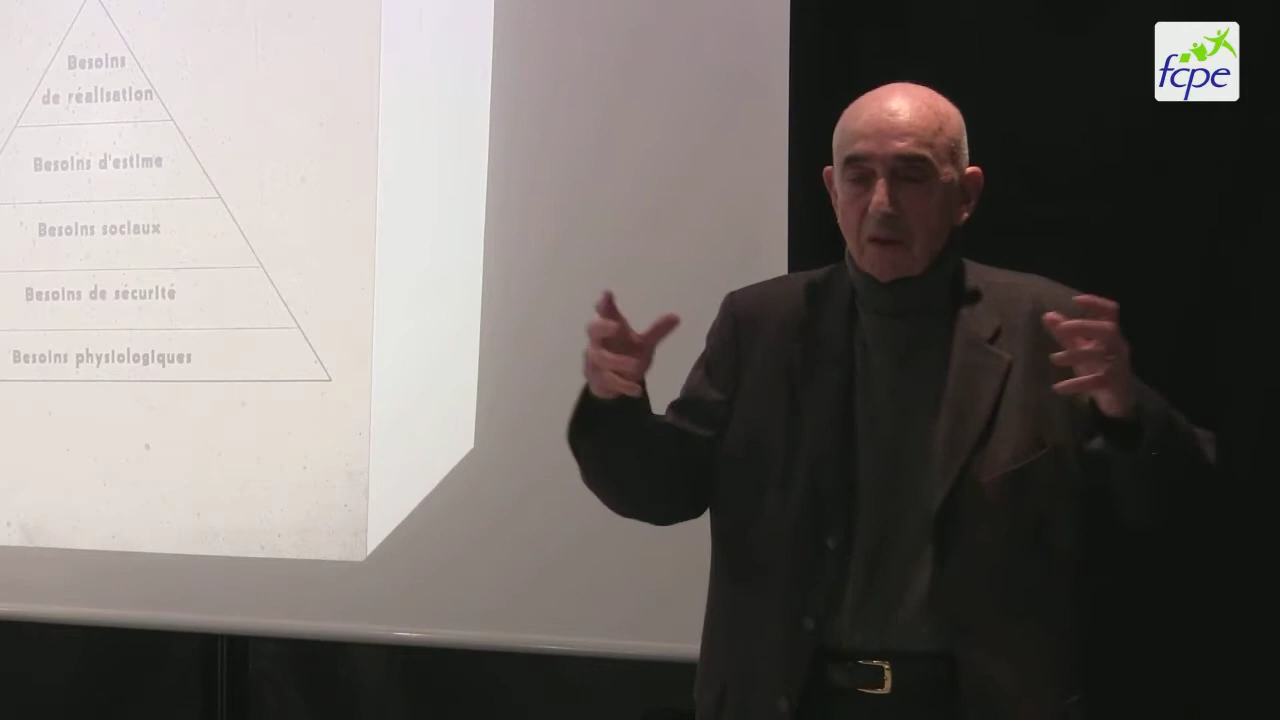 Besoins
de réalisation
Besoins d'estime
Besoins sociaux
Besoins de sécurité
Besoins physiologiques
fcpe